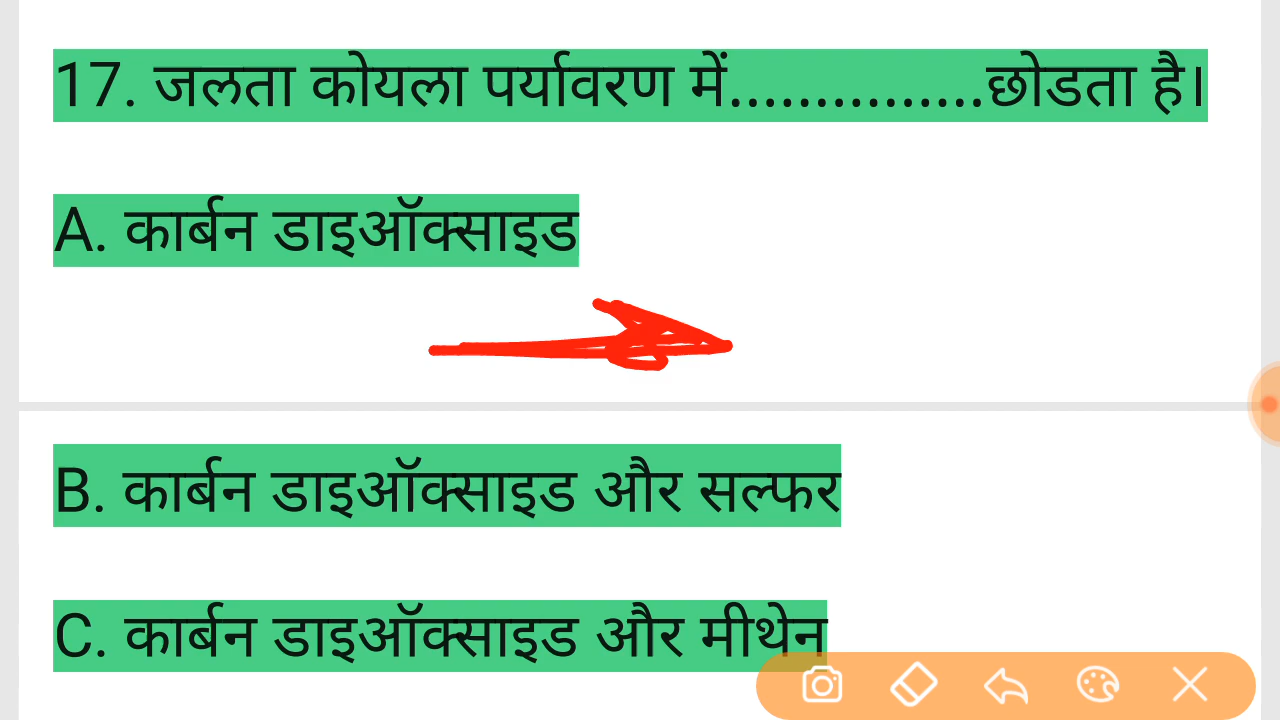 17. जलता कोयला पर्यावरण में...............छोडता है।
A. कार्बन डाइऑक्साइड
B. कार्बन डाइऑक्साइड और सल्फर
C. कार्बन डाइऑक्साइड और मीथेन